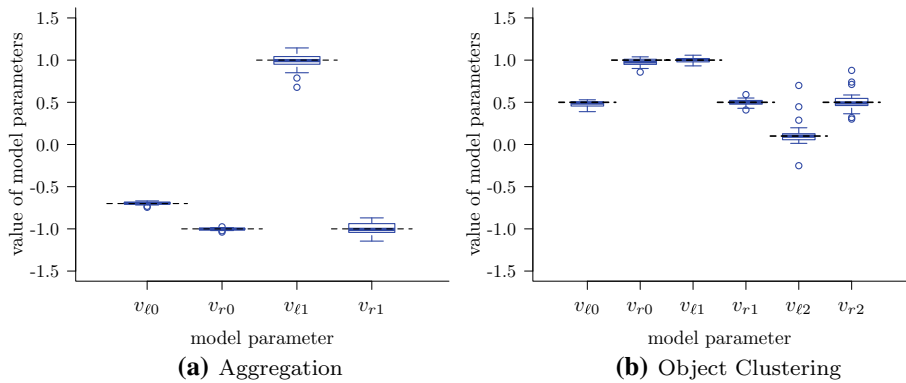 value of model parameters
1.5
1.0
0.5
0.0
-0.5
-1.0
-1.5
vℓ0 vr0 vℓ1 vr1
model parameter
(a) Aggregation
value of model parameters
1.5
1.0
0.5
0.0
-0.5
-1.0
-1.5
vℓ0 vr0 vℓ1 vr1 vℓ2 vr2
model parameter
(b) Object Clustering